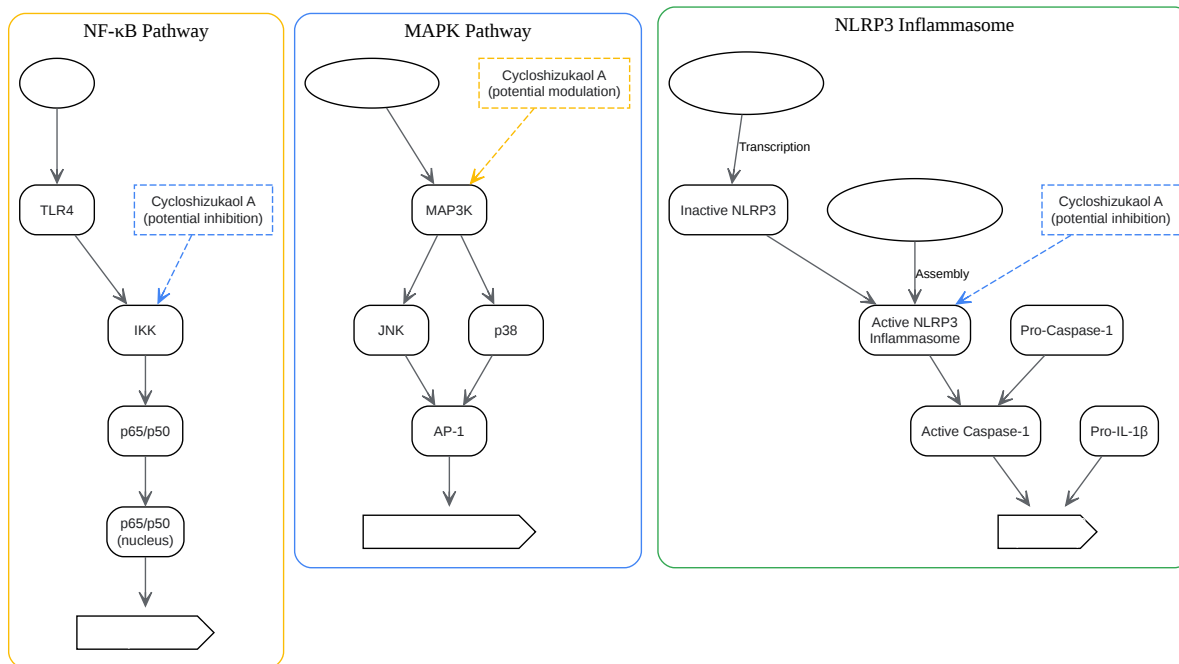 NF-κB Pathway
TLR4
Cycloshizukaol A
(potential inhibition)
IKK
p65/p50
p65/p50
(nucleus)
MAPK Pathway
Cycloshizukaol A
(potential modulation)
MAP3K
JNK
p38
AP-1
NLRP3 Inflammasome
Transcription
Inactive NLRP3
Cycloshizukaol A
(potential inhibition)
Assembly
Active NLRP3
Inflammasome
Pro-Caspase-1
Active Caspase-1
Pro-IL-1β